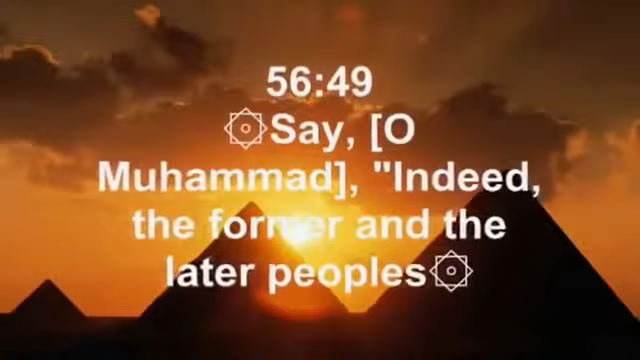 56:49
۞Say, [O
Muhammad], "Indeed,
the former and the
later peoples۞